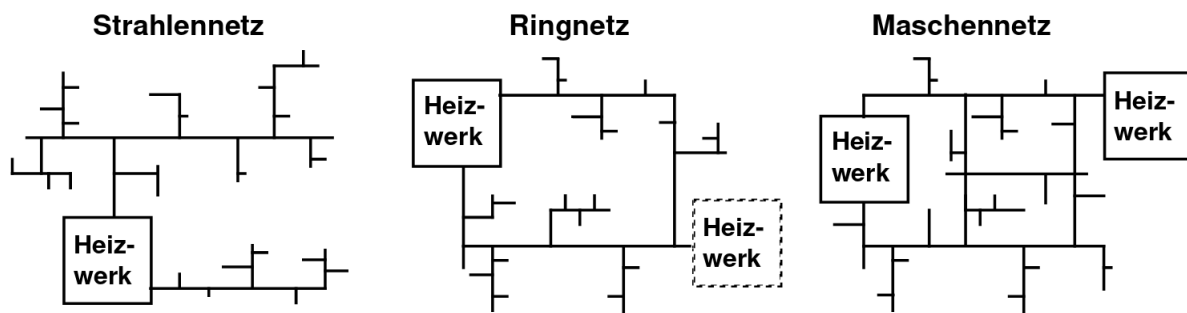 Strahlennetz
Ringnetz
Maschennetz
Heiz-
werk
Heiz-
werk
Heiz-
werk
Heiz-
werk
Heiz-
werk